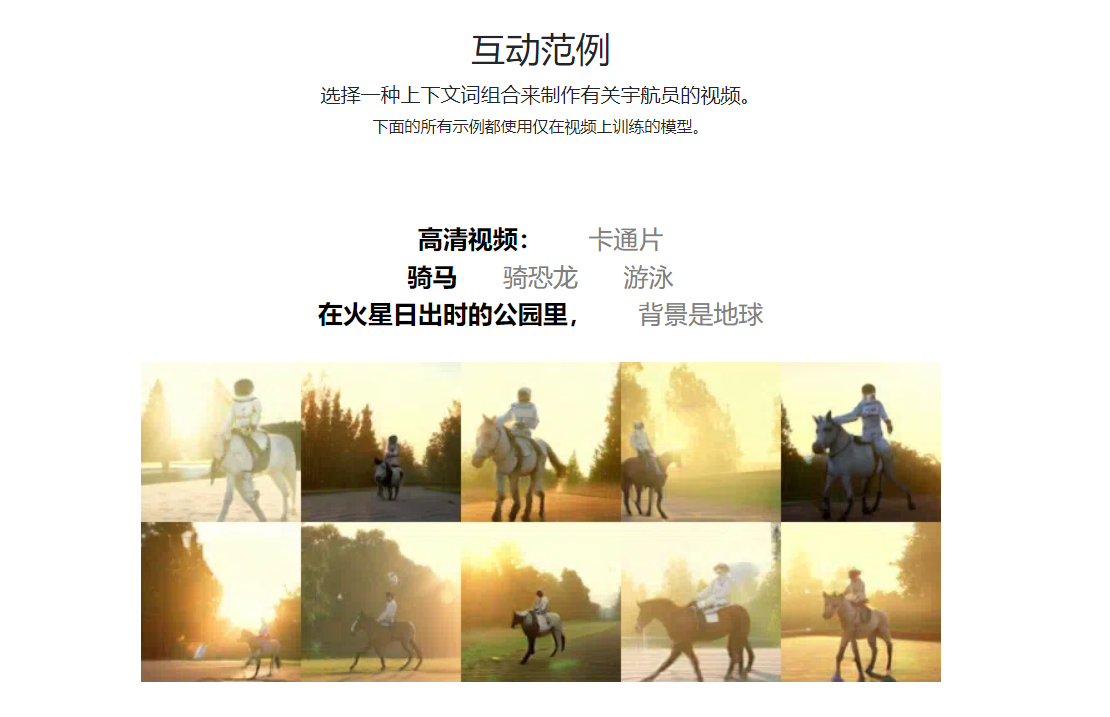 互动范例
选择一种上下文词组合来制作有关宇航员的视频。
下面的所有示例都使用仅在视频上训练的模型。
高清视频： 卡通片
骑马 骑恐龙 游泳
在火星日出时的公园里， 背景是地球